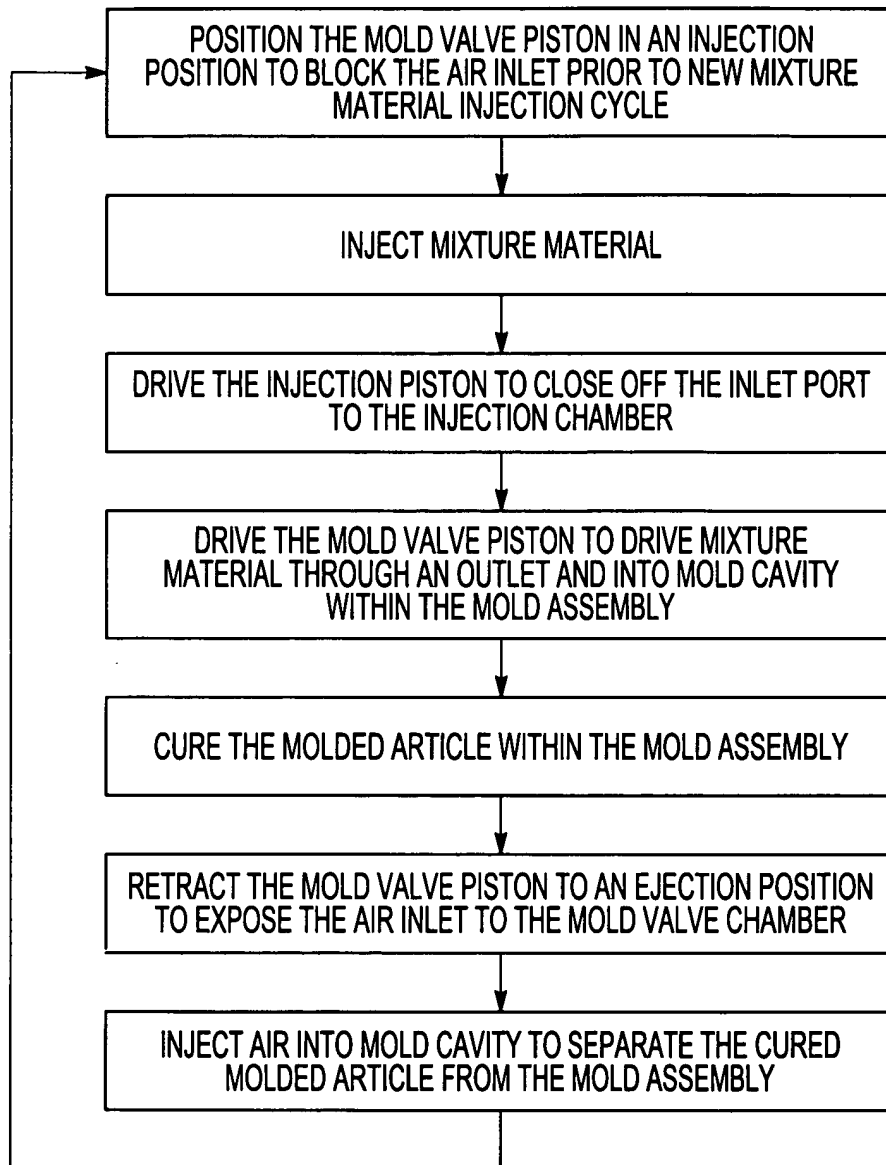 POSITION THE MOLD VALVE PISTON IN AN INJECTION
POSITION TO BLOCK THE AIR INLET PRIOR TO NEW MIXTURE
MATERIAL INJECTION CYCLE
INJECT MIXTURE MATERIAL
DRIVE THE INJECTION PISTON TO CLOSE OFF THE INLET PORT
TO THE INJECTION CHAMBER
DRIVE THE MOLD VALVE PISTON TO DRIVE MIXTURE
MATERIAL THROUGH AN OUTLET AND INTO MOLD CAVITY
WITHIN THE MOLD ASSEMBLY
CURE THE MOLDED ARTICLE WITHIN THE MOLD ASSEMBLY
RETRACT THE MOLD VALVE PISTON TO AN EJECTION POSITION
TO EXPOSE THE AIR INLET TO THE MOLD VALVE CHAMBER
INJECT AIR INTO MOLD CAVITY TO SEPARATE THE CURED
MOLDED ARTICLE FROM THE MOLD ASSEMBLY